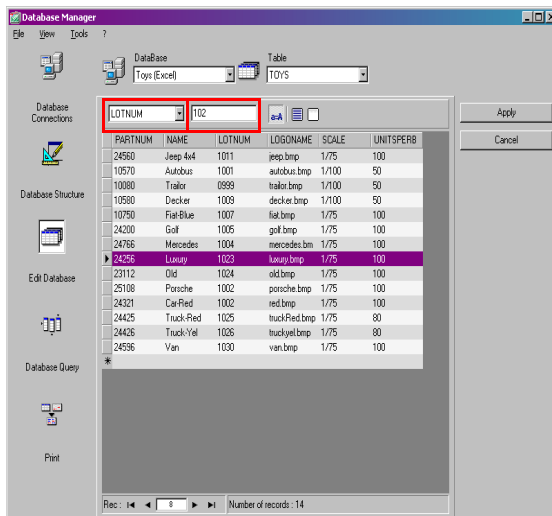 Database Manager
File View Tools ?
DataBase Table
Toys (Excel) TOYS
Database Connections
Database Structure
Edit Database
Database Query
Print
LOTNUM 102 a=A
Apply
Cancel
PARTNUM NAME LOTNUM LOGONAME SCALE UNITSPERB
24560 Jeep 4x4 1011 jeep.bmp 1/75 100
10570 Autobus 1001 autobus.bmp 1/100 50
10080 Trailor 0999 trailor.bmp 1/100 50
10580 Decker 1009 decker.bmp 1/100 50
10750 Fiat-Blue 1007 fiat.bmp 1/75 100
24200 Golf 1005 golf.bmp 1/75 100
24766 Mercedes 1004 mercedes.bm 1/75 100
24256 Luxury 1023 luxury.bmp 1/75 100
23112 Old 1024 old.bmp 1/75 100
25108 Porsche 1002 porsche.bmp 1/75 100
24321 Car-Red 1002 red.bmp 1/75 100
24425 Truck-Red 1025 truckRed.bmp 1/75 80
24426 Truck-Yel 1026 truckyel.bmp 1/75 80
24596 Van 1030 van.bmp 1/75 100
Rec : 8 Number of records : 14